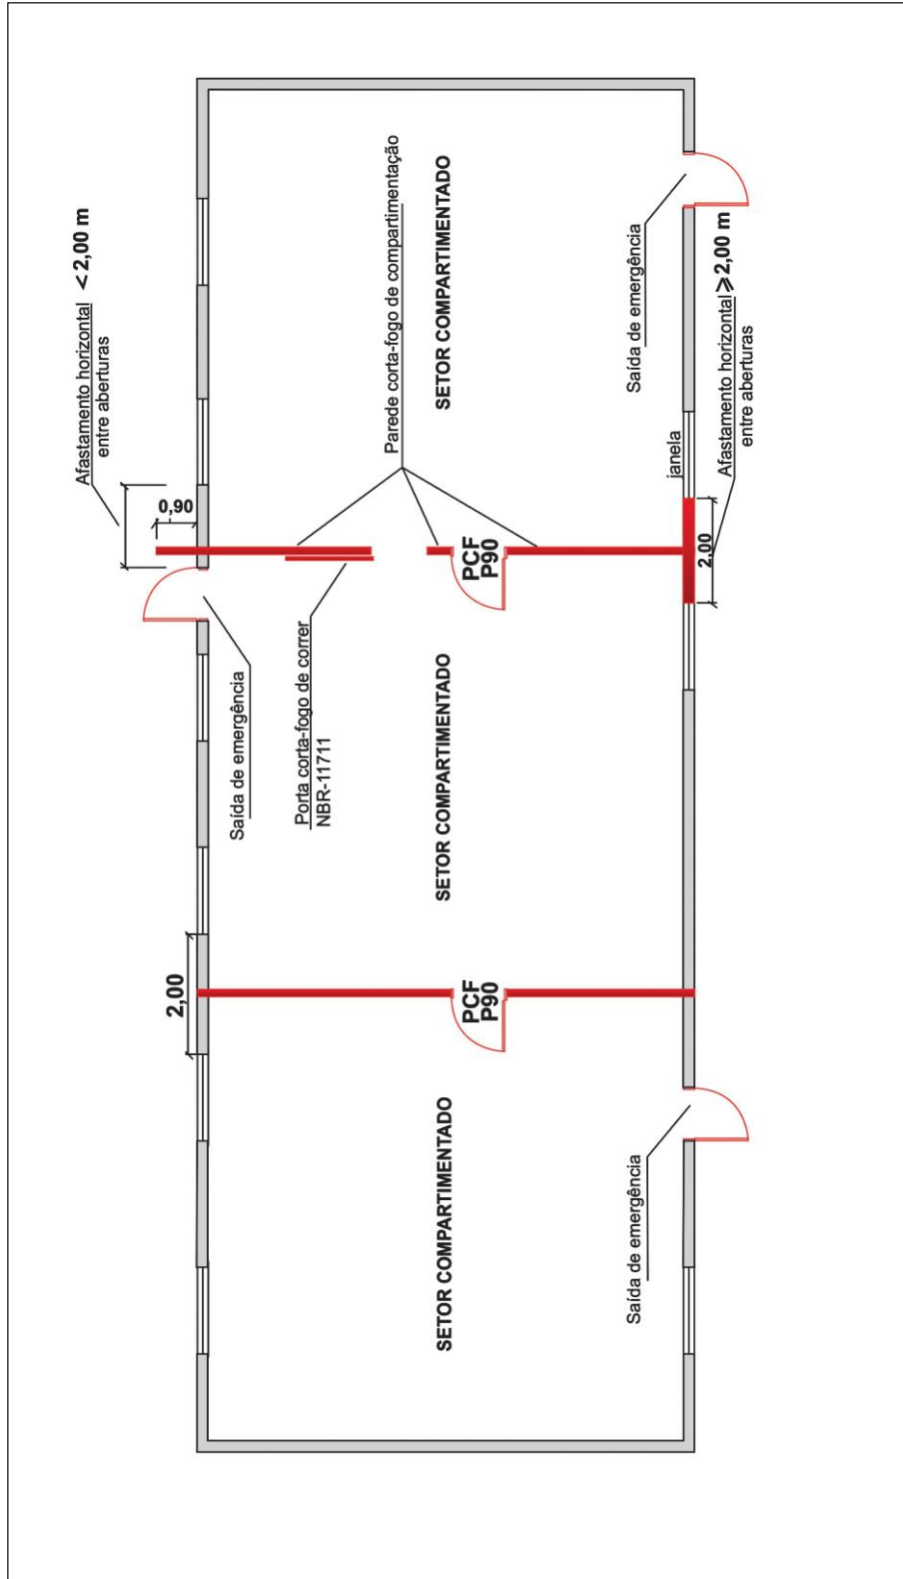 Afastamento horizontal < 2,00 m
entre aberturas
0,90
Parede corta-fogo de compartimentação
SETOR COMPARTIMENTADO
Saída de emergência
janela
Afastamento horizontal ⩾ 2,00 m
entre aberturas
2,00
PCF
P90
Saída de emergência
Porta corta-fogo de correr
NBR-11711
SETOR COMPARTIMENTADO
2,00
PCF
P90
SETOR COMPARTIMENTADO
Saída de emergência